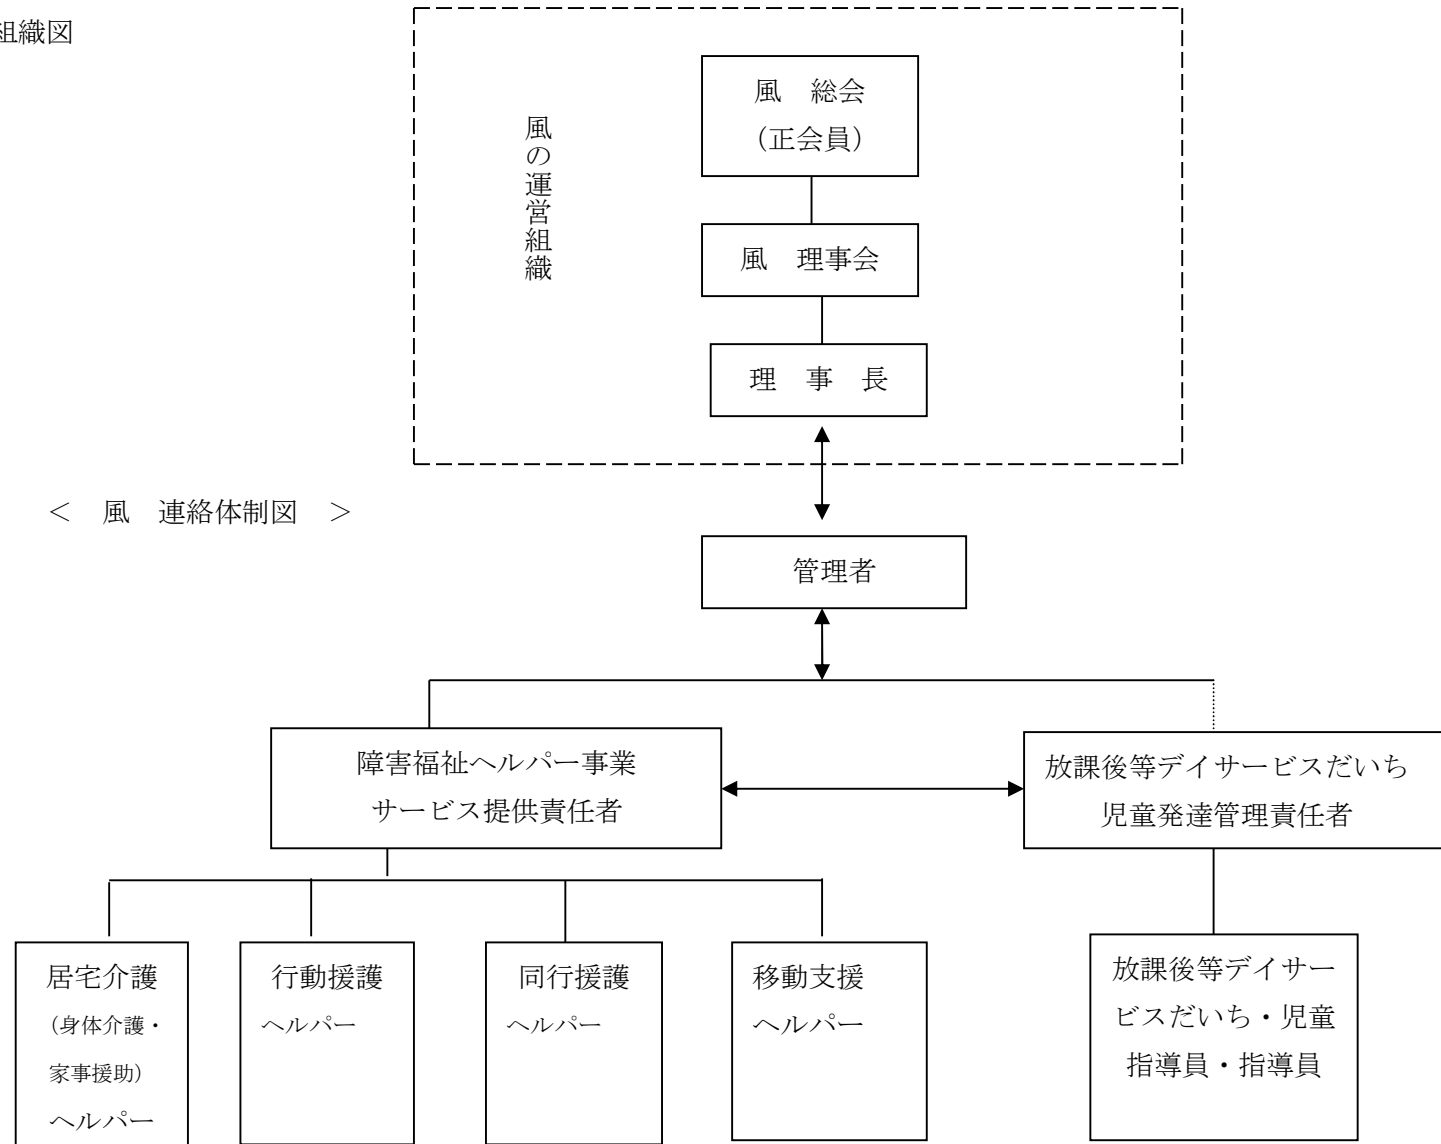 組織図
風　総会
（正会員）
風の運営組織
風　理事会
理　事　長
＜　風　連絡体制図　＞
管理者
障害福祉ヘルパー事業
サービス提供責任者
放課後等デイサービスだいち
児童発達管理責任者
居宅介護
（身体介護・
家事援助）
ヘルパー
行動援護
ヘルパー
同行援護
ヘルパー
移動支援
ヘルパー
放課後等デイサー
ビスだいち・児童
指導員・指導員